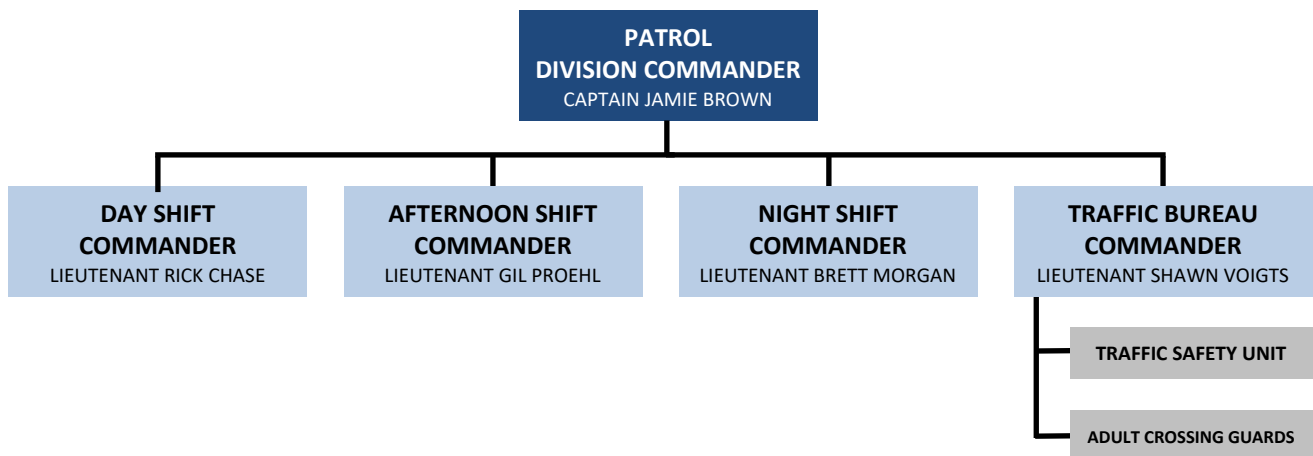 PATROL
DIVISION COMMANDER
CAPTAIN JAMIE BROWN
DAY SHIFT
COMMANDER
LIEUTENANT RICK CHASE
AFTERNOON SHIFT
COMMANDER
LIEUTENANT GIL PROEHL
NIGHT SHIFT
COMMANDER
LIEUTENANT BRETT MORGAN
TRAFFIC BUREAU
COMMANDER
LIEUTENANT SHAWN VOIGTS
TRAFFIC SAFETY UNIT
ADULT CROSSING GUARDS